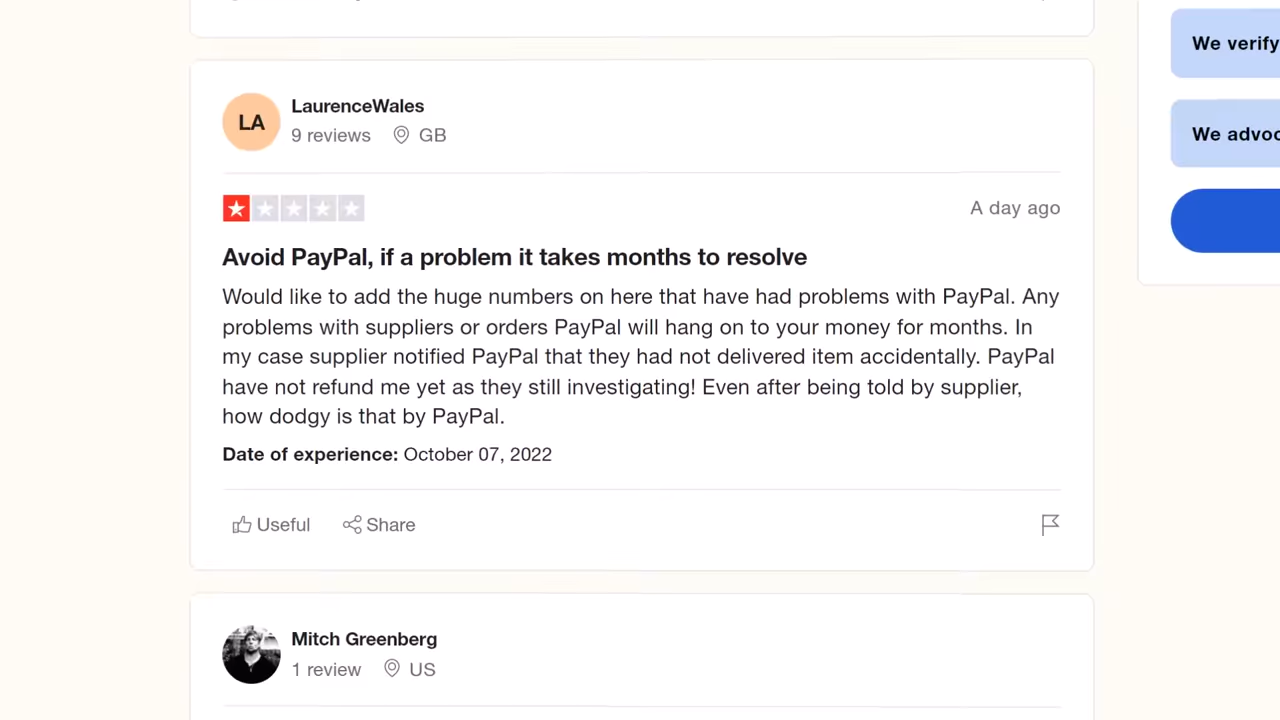 We verify
LA
LaurenceWales
9 reviews GB
We advoc
A day ago
Avoid PayPal, if a problem it takes months to resolve
Would like to add the huge numbers on here that have had problems with PayPal. Any
problems with suppliers or orders PayPal will hang on to your money for months. In
my case supplier notified PayPal that they had not delivered item accidentally. PayPal
have not refund me yet as they still investigating! Even after being told by supplier,
how dodgy is that by PayPal.
Date of experience: October 07, 2022
Useful Share
Mitch Greenberg
1 review US